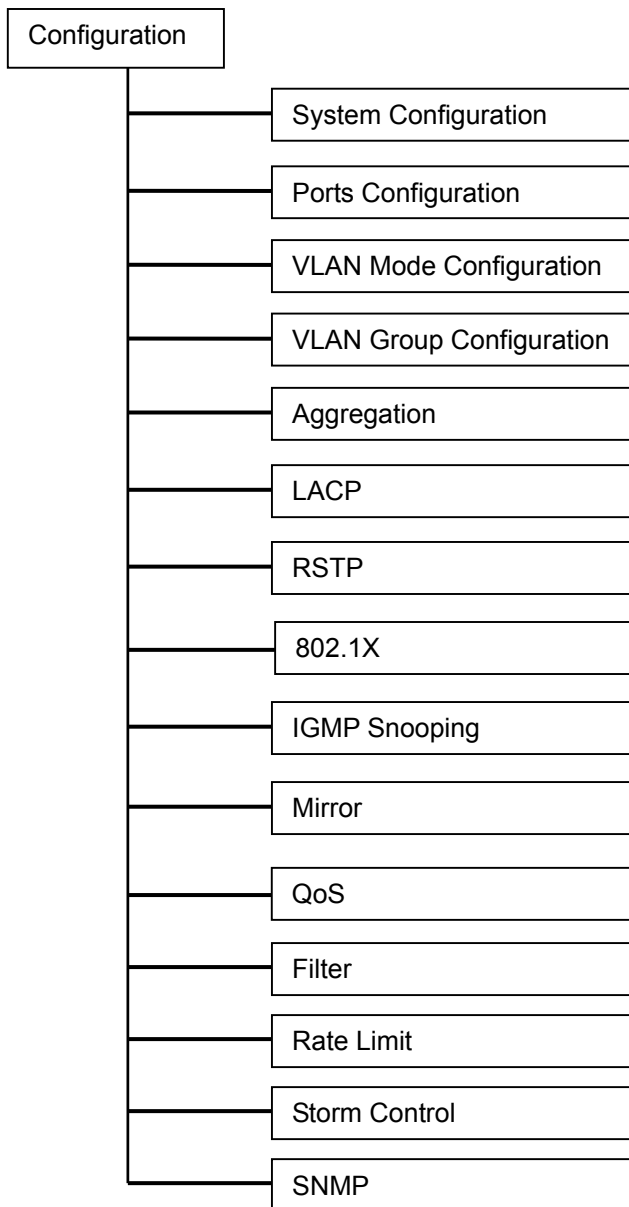 Configuration
System Configuration
Ports Configuration
VLAN Mode Configuration
VLAN Group Configuration
Aggregation
LACP
RSTP
802.1X
IGMP Snooping
Mirror
QoS
Filter
Rate Limit
Storm Control
SNMP